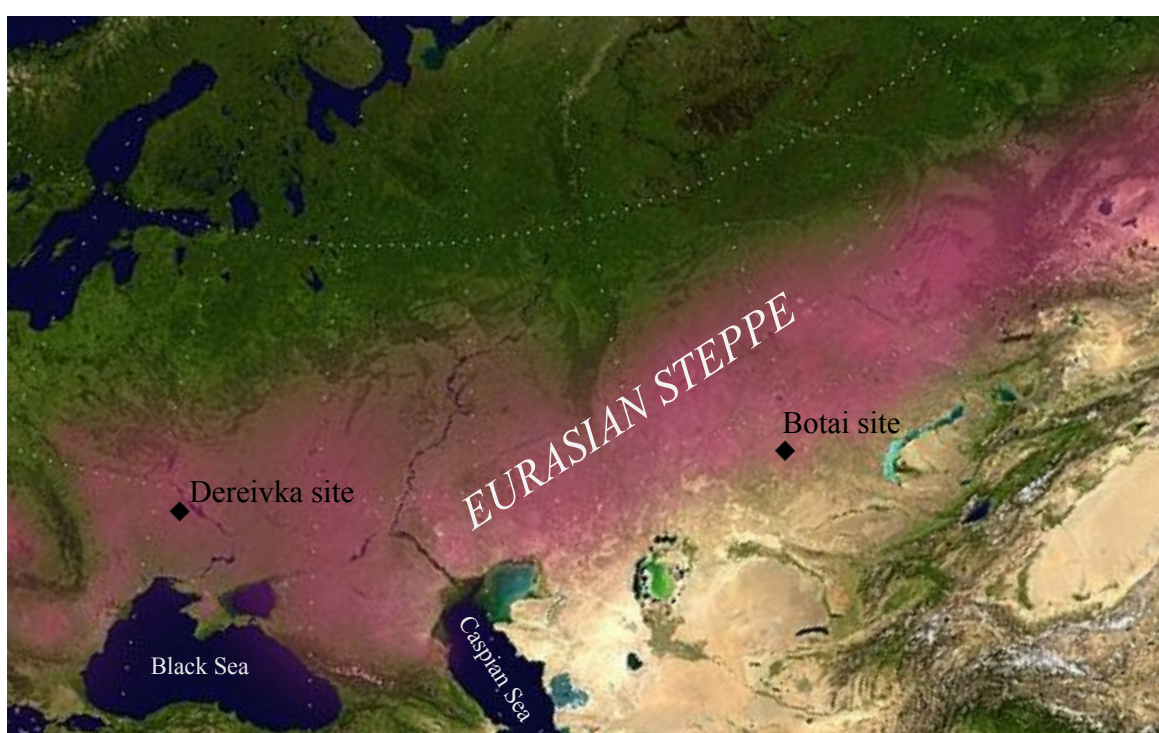 EURASIAN STEPPE
Botai site
Dereivka site
Black Sea
Caspian Sea